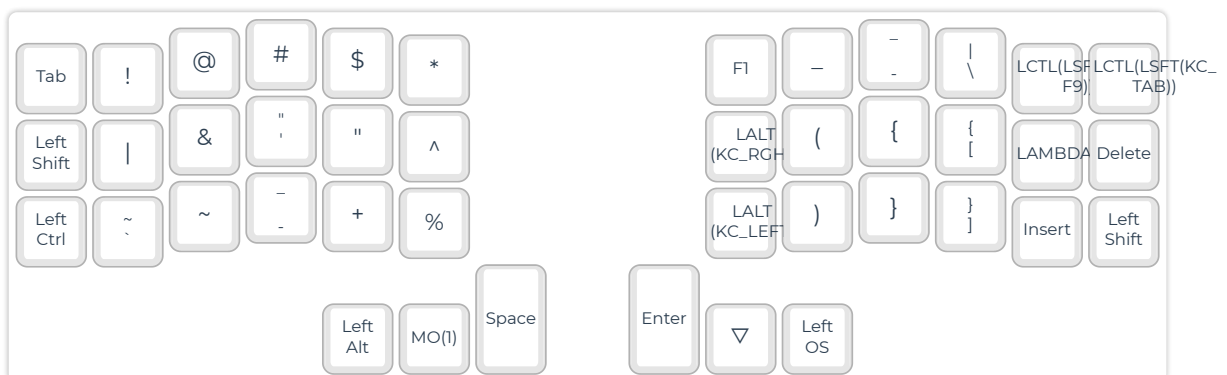 Tab
!
@
#
$
*
F1
_
_
-
|
\
LCTL(LSF
F9)
LCTL(LSFT(KC_
TAB))
Left
Shift
|
&
"
'
"
^
LALT
(KC_RGH
(
{
{
[
LAMBDA
Delete
Left
Ctrl
~
`
~
_
-
+
%
LALT
(KC_LEFT
)
}
}
]
Insert
Left
Shift
Left
Alt
MO(1)
Space
Enter
▽
Left
OS